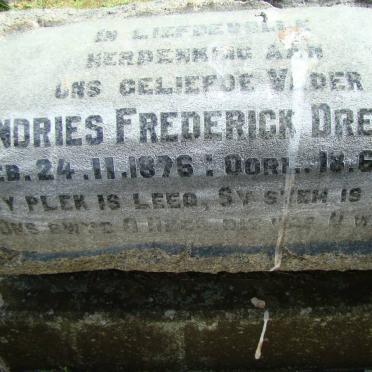 IN LIEFDEVOLLE
HERDENKING AAN
ONS GELIEFDE VADER
NDRIES FREDERICK DRE
EB. 24.11.1876 : OORL. 18.6
Y PLEK IS LEEG, SY STEM IS
ONS